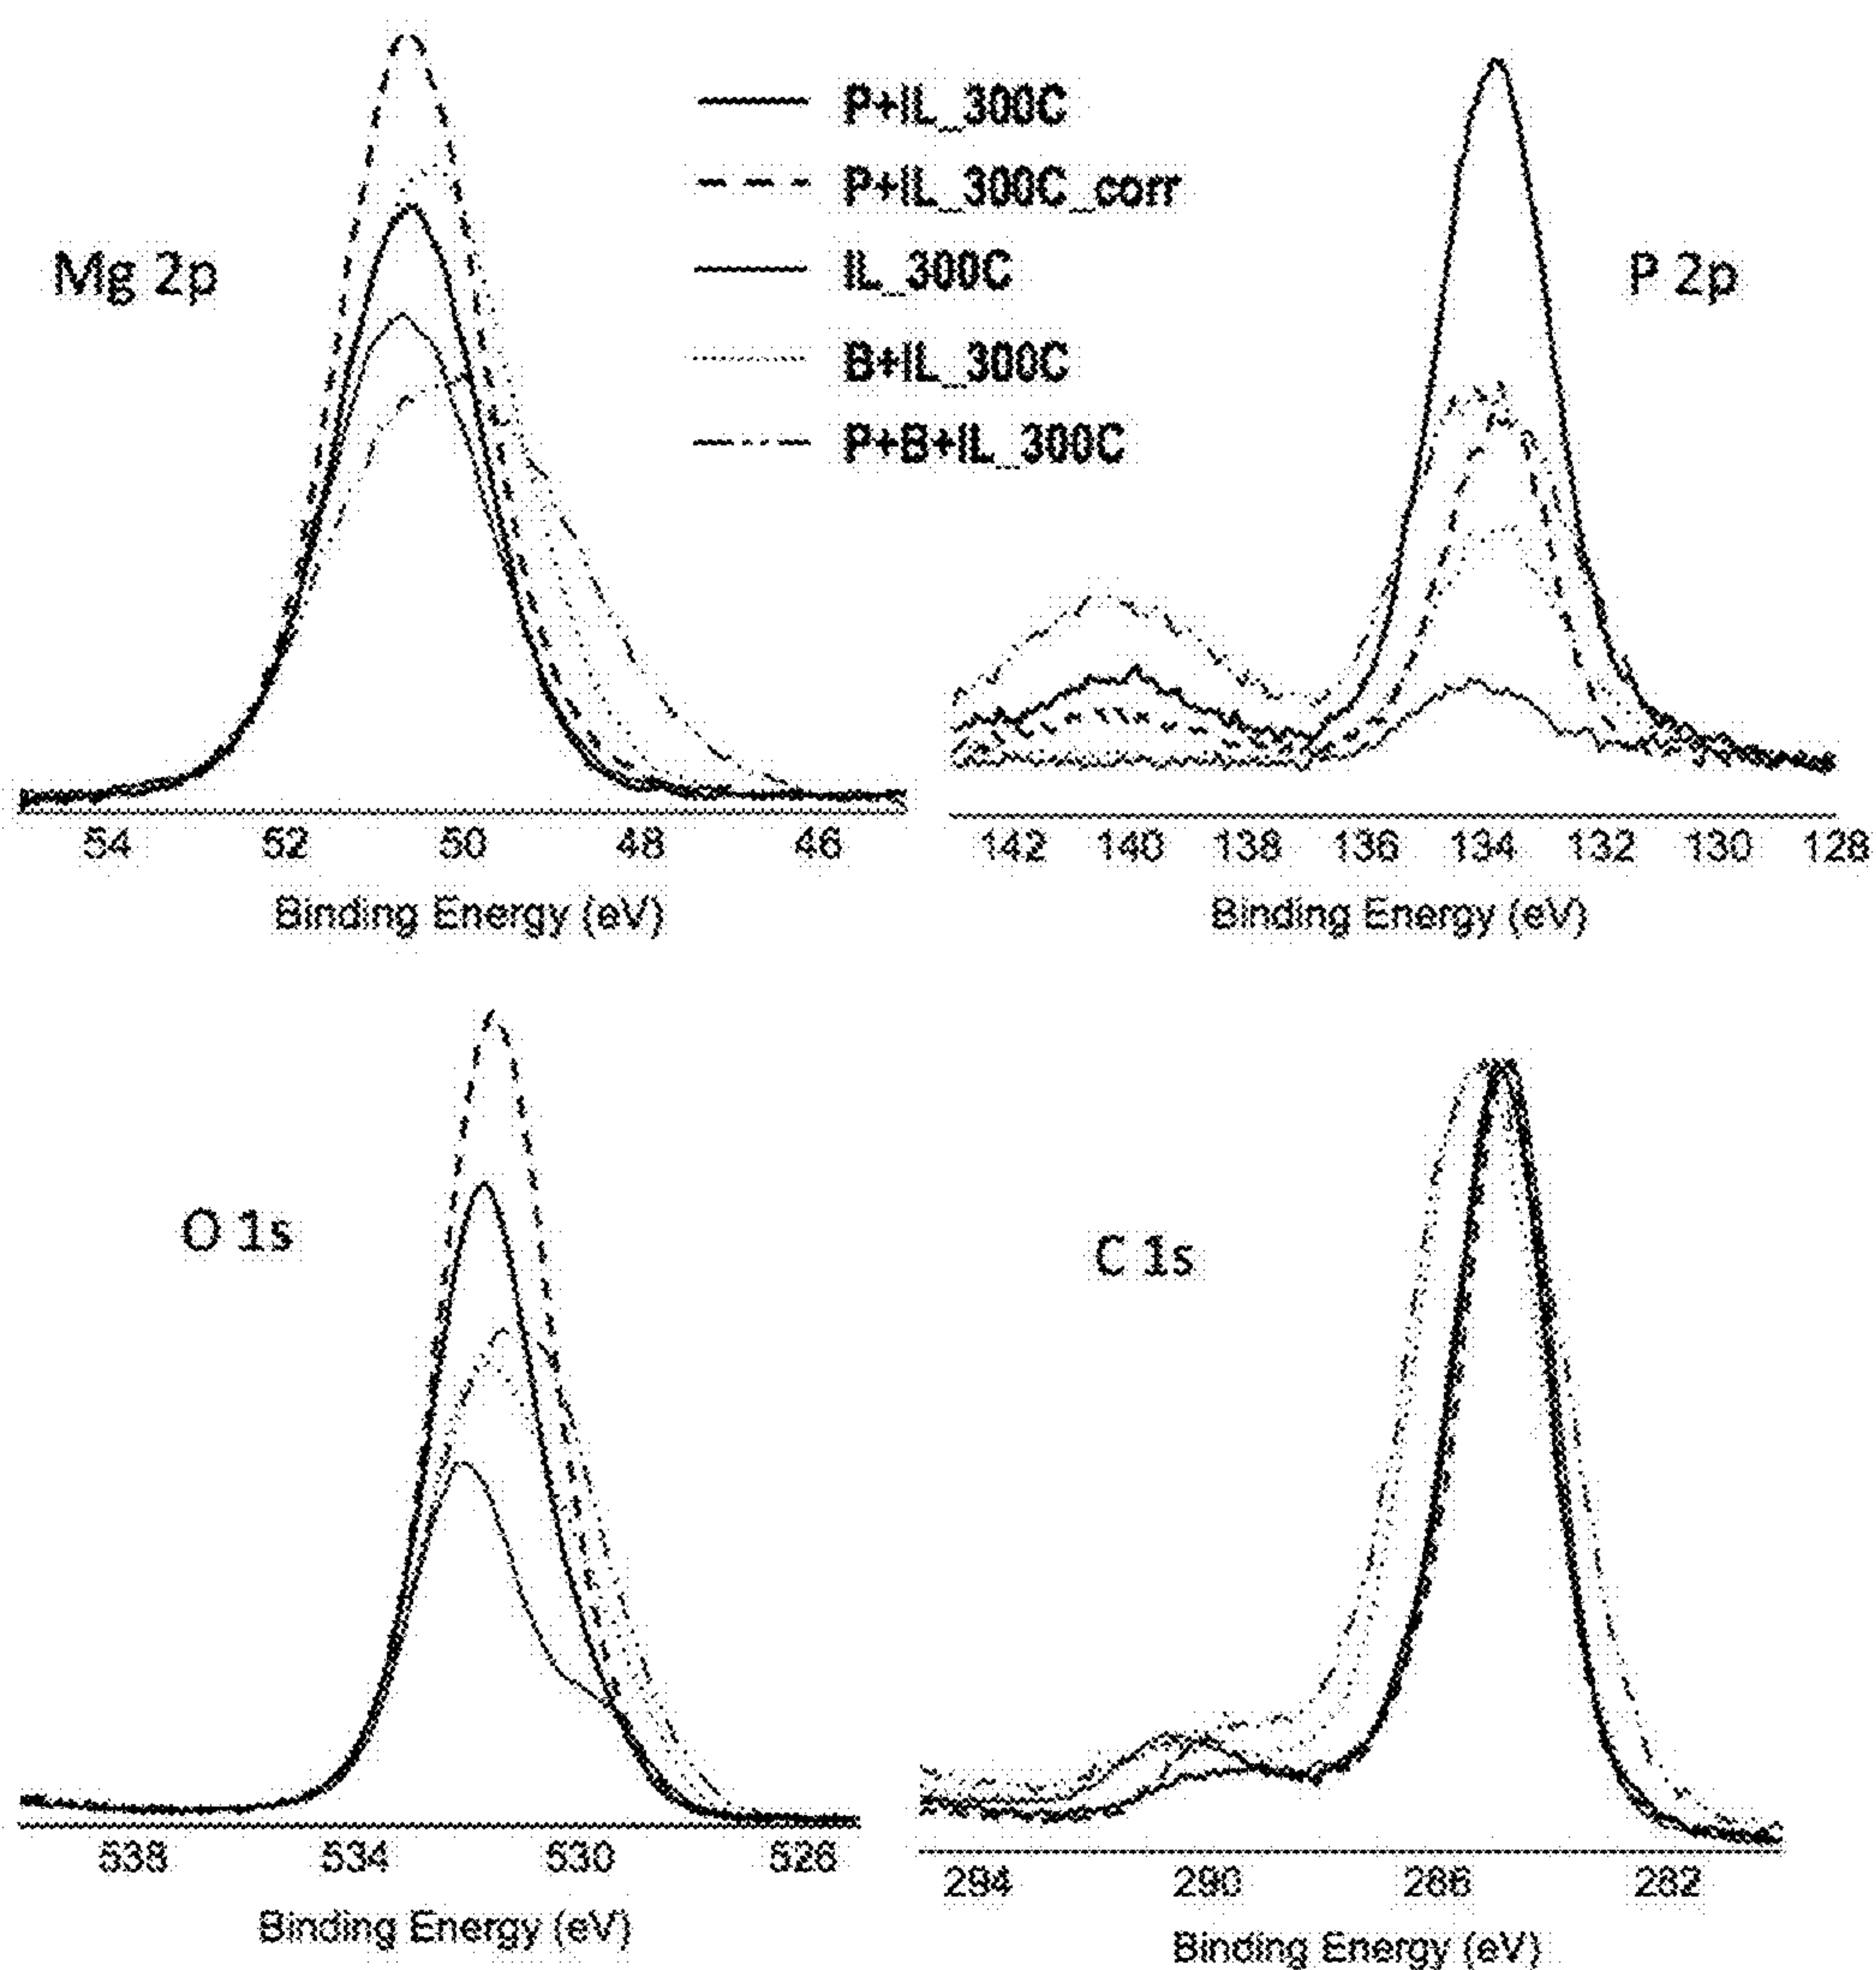 Mg 2p
P+IL_300C
P+IL_300C_corr
IL_300C
B+IL_300C
P+B+IL_300C
P 2p
54 52 50 48 46
Binding Energy (eV)
142 140 138 136 134 132 130 128
Binding Energy (eV)
O 1s
C 1s
538 534 530 526
Binding Energy (eV)
294 290 286 282
Binding Energy (eV)